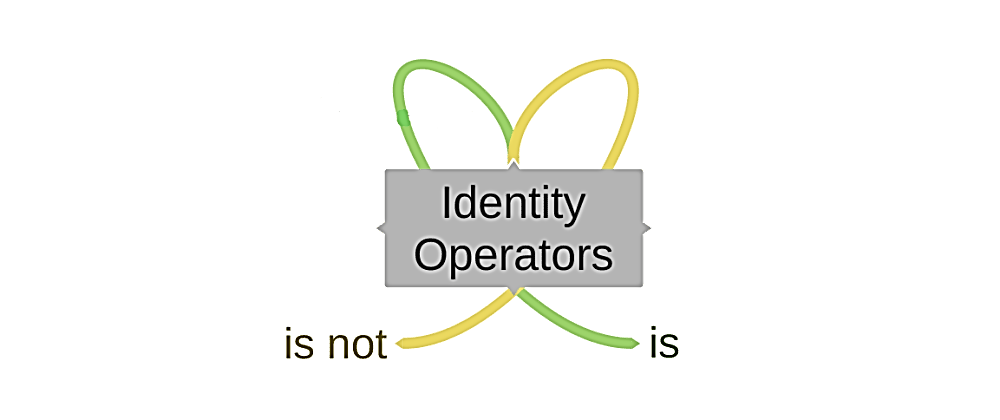 Identity
Operators
is not
is